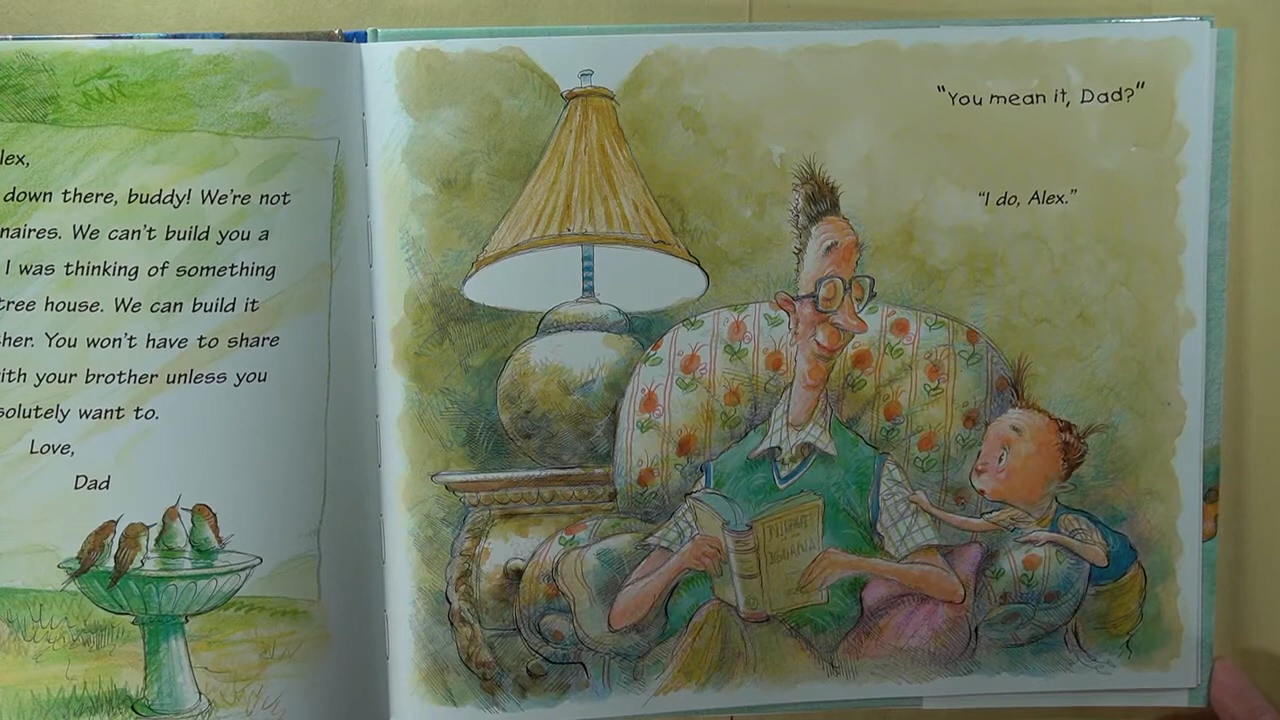 lex,
down there, buddy! We're not
naires. We can't build you a
I was thinking of something
tree house. We can build it
her. You won't have to share
ith your brother unless you
solutely want to.
Love,
Dad
"You mean it, Dad?"
"I do, Alex."